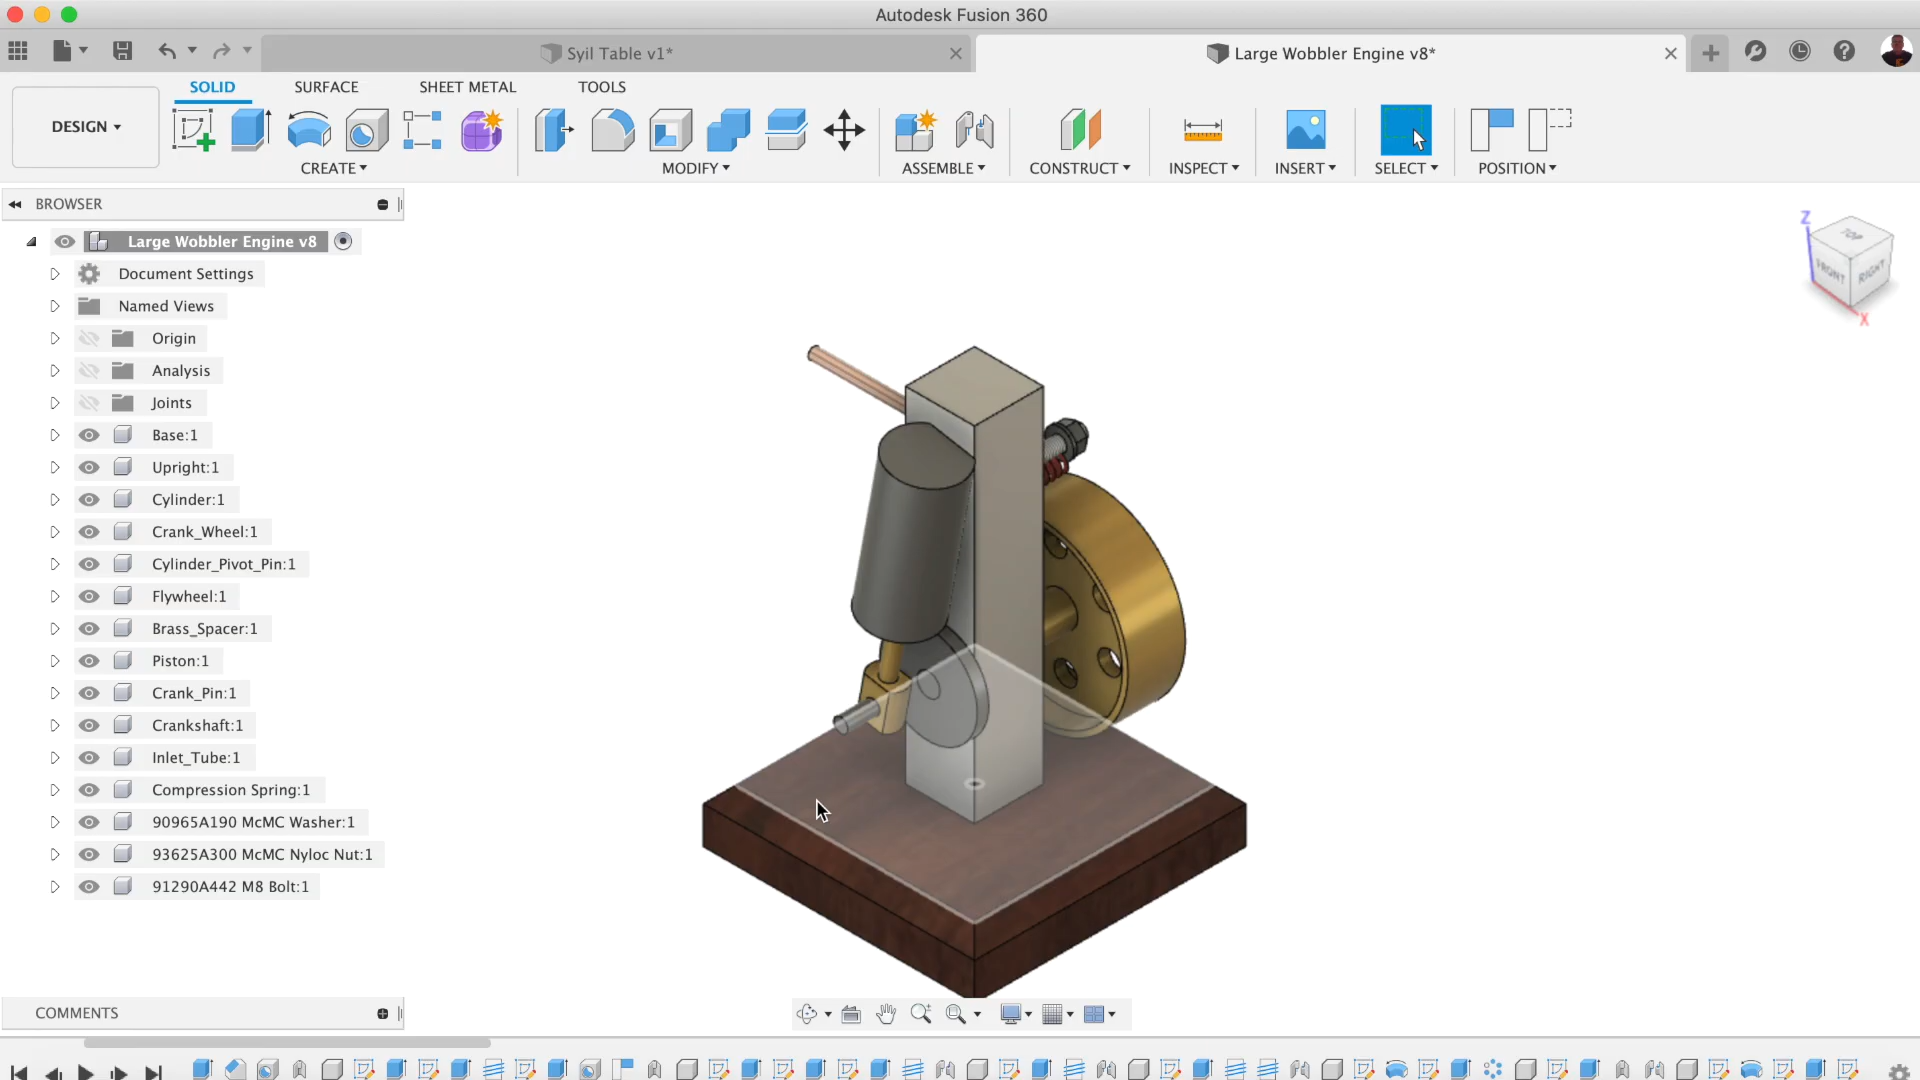 Autodesk Fusion 360
Syil Table v1*
Large Wobbler Engine v8*
SOLID
SURFACE
SHEET METAL
TOOLS
DESIGN
CREATE
MODIFY
ASSEMBLE
CONSTRUCT
INSPECT
INSERT
SELECT
POSITION
BROWSER
Large Wobbler Engine v8
Document Settings
Named Views
Origin
Analysis
Joints
Base:1
Upright:1
Cylinder:1
Crank_Wheel:1
Cylinder_Pivot_Pin:1
Flywheel:1
Brass_Spacer:1
Piston:1
Crank_Pin:1
Crankshaft:1
Inlet_Tube:1
Compression Spring:1
90965A190 McMC Washer:1
93625A300 McMC Nyloc Nut:1
91290A442 M8 Bolt:1
Z
TOP
FRONT
RIGHT
X
COMMENTS